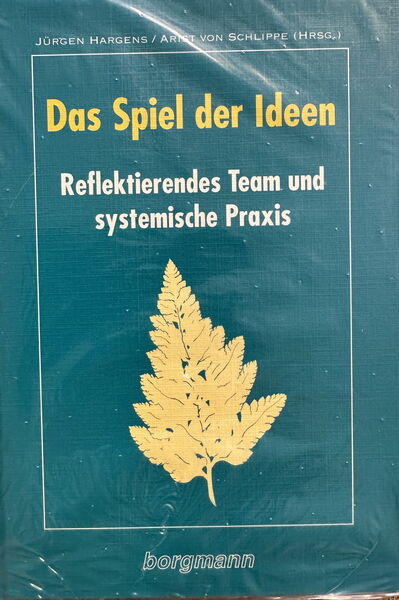 JÜRGEN HARGENS / ARIST VON SCHLIPPE (HRSG.)
Das Spiel der Ideen
Reflektierendes Team und
systemische Praxis
borgmann